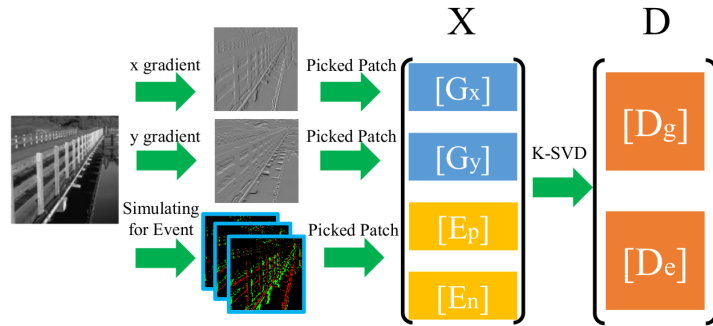 X
D
x gradient
Picked Patch
[Gx]
[Dg]
y gradient
Picked Patch
[Gy]
K-SVD
Simulating
for Event
Picked Patch
[Ep]
[De]
[En]